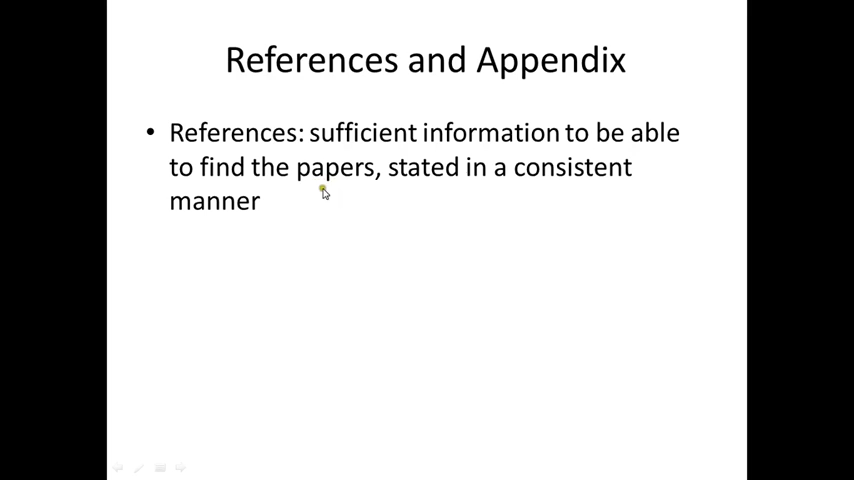 References and Appendix
• References: sufficient information to be able
to find the papers, stated in a consistent
manner